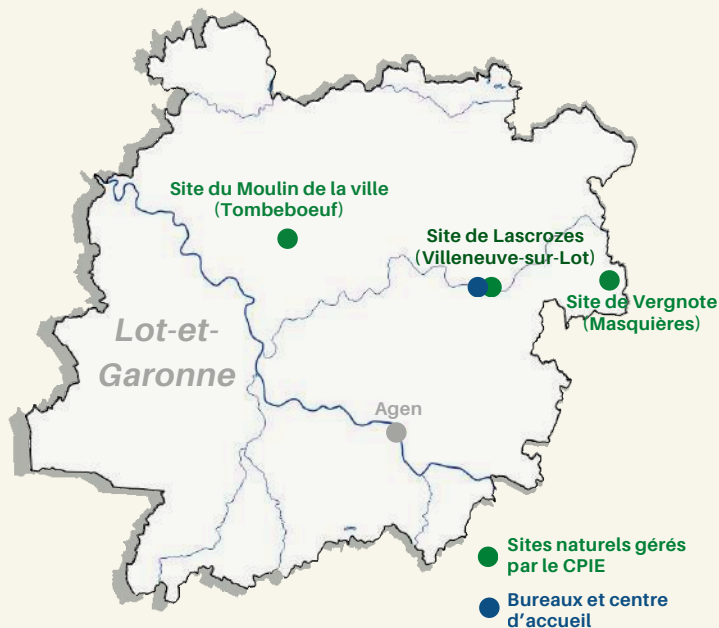 Site du Moulin de la ville
(Tombeboeuf)
Site de Lascrozes
(Villeneuve-sur-Lot)
Site de Vergnote
(Masquières)
Lot-et-
Garonne
Agen
Sites naturels gérés
par le CPIE
Bureaux et centre
d'accueil